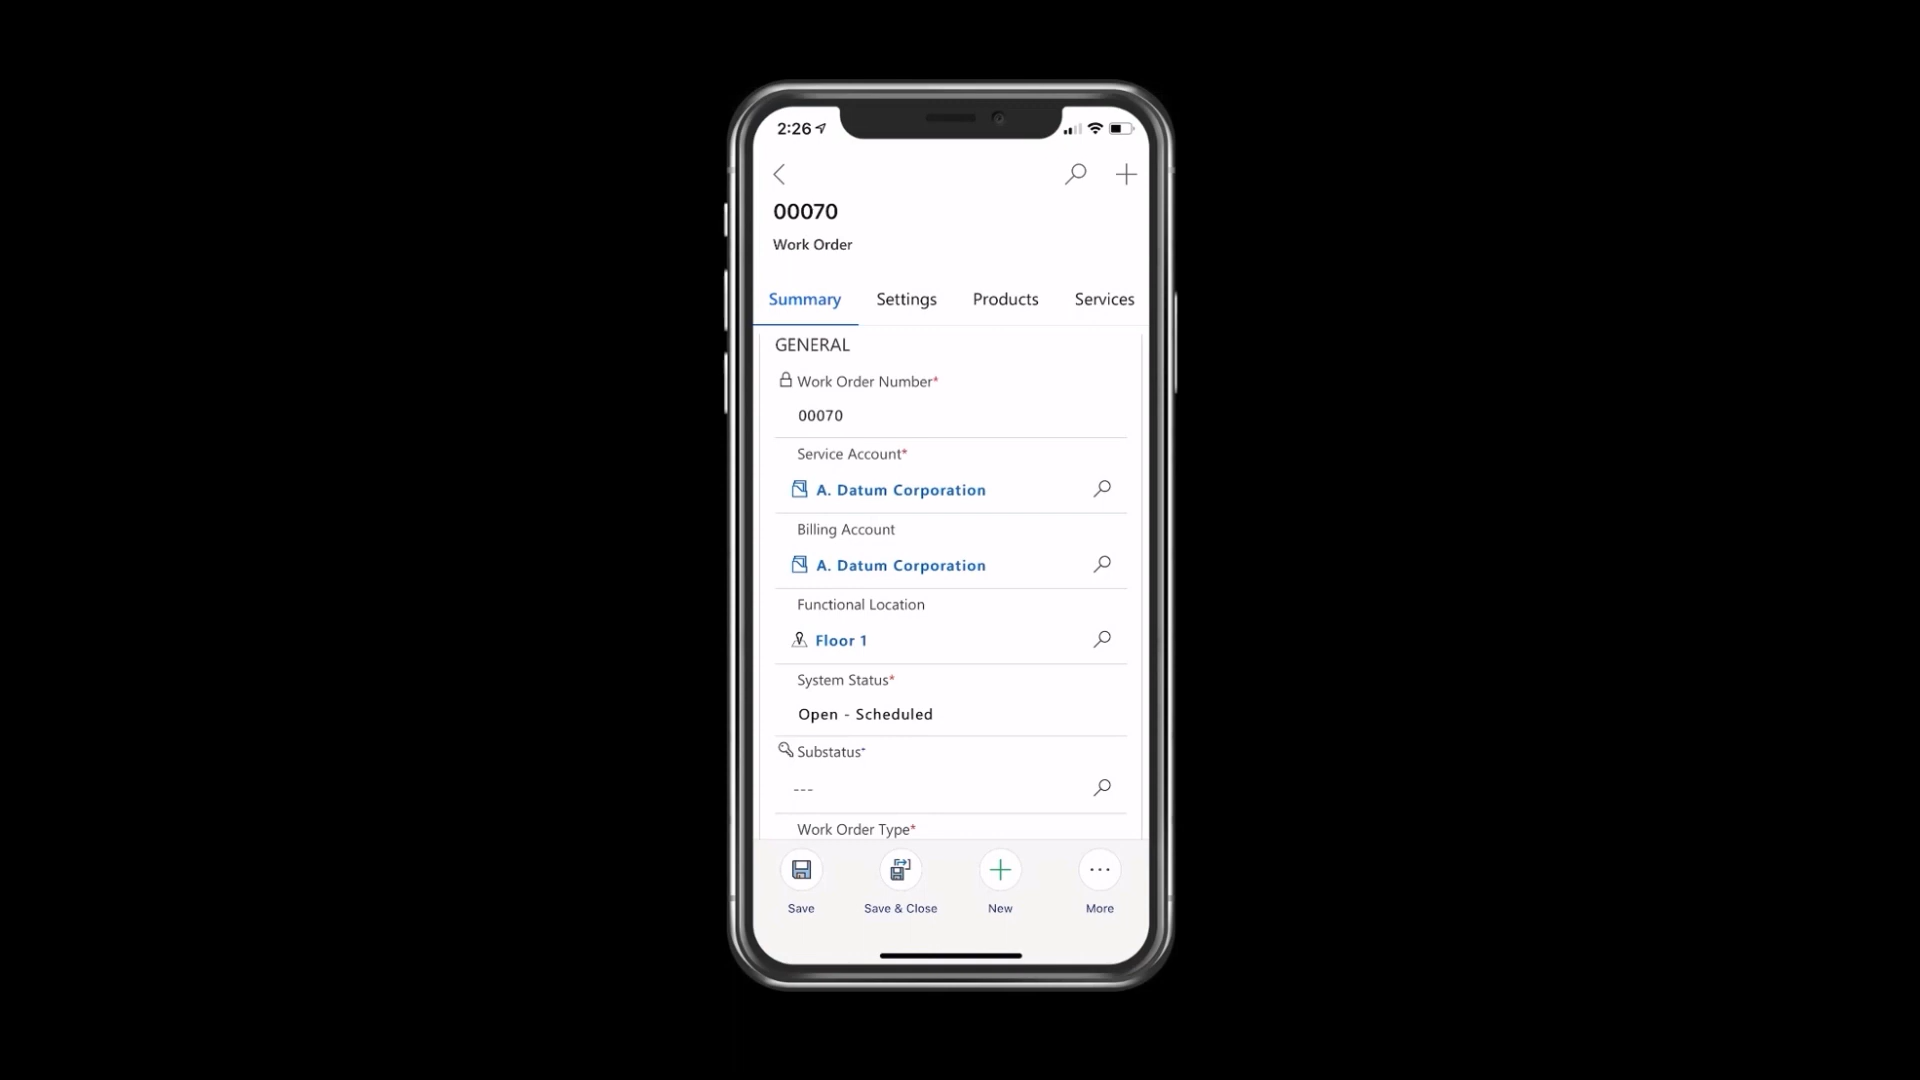 2:26
00070
Work Order
Summary Settings Products Services
GENERAL
Work Order Number*
00070
Service Account*
A. Datum Corporation
Billing Account
A. Datum Corporation
Functional Location
Floor 1
System Status*
Open - Scheduled
Substatus+
---
Work Order Type*
Save Save & Close New More